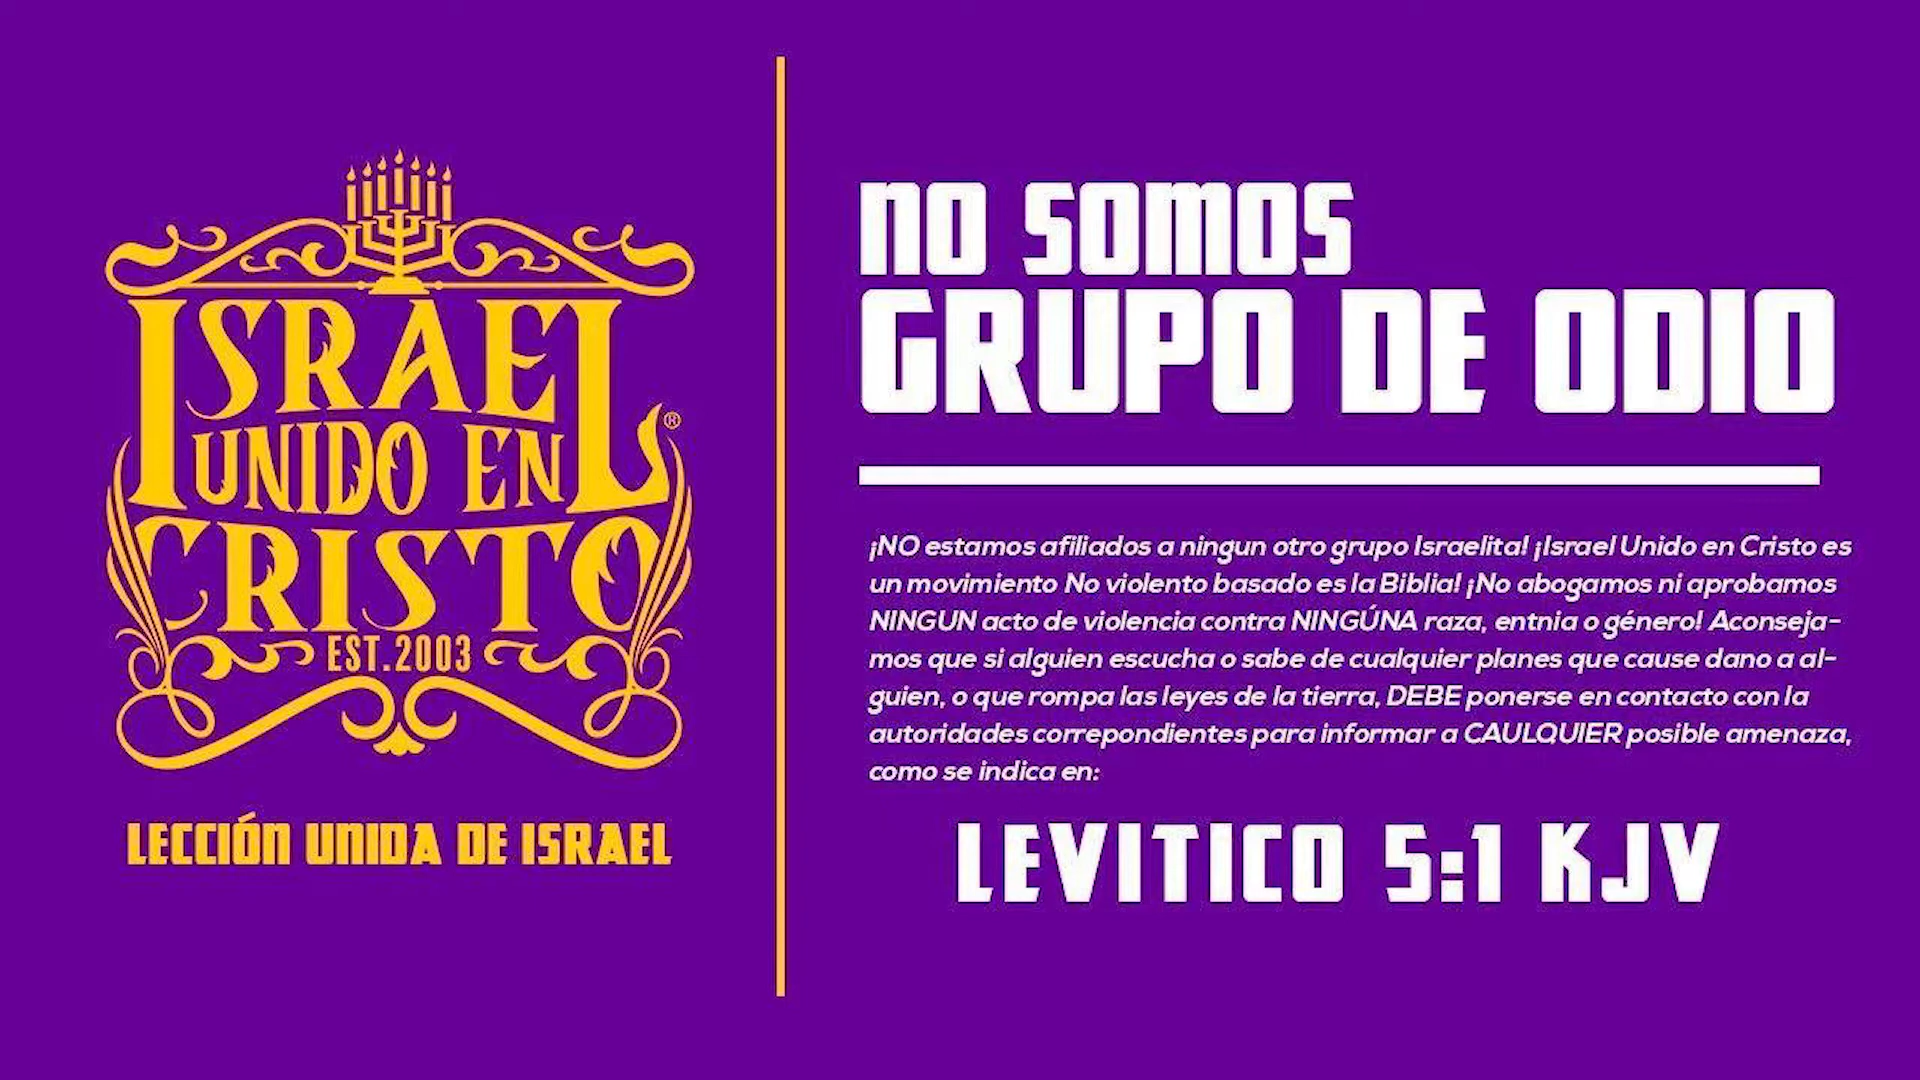 ISRAEL
UNIDO EN
CRISTO
®
EST. 2003
LECCIÓN UNIDA DE ISRAEL
NO SOMOS
GRUPO DE ODIO
¡NO estamos afiliados a ningun otro grupo Israelita! ¡Israel Unido en Cristo es
un movimiento No violento basado es la Biblia! ¡No abogamos ni aprobamos
NINGUN acto de violencia contra NINGÚNA raza, entnia o género! Aconseja-
mos que si alguien escucha o sabe de cualquier planes que cause dano a al-
guien, o que rompa las leyes de la tierra, DEBE ponerse en contacto con la
autoridades correpondientes para informar a CAULQUIER posible amenaza,
como se indica en:
LEVITICO 5:1 KJV